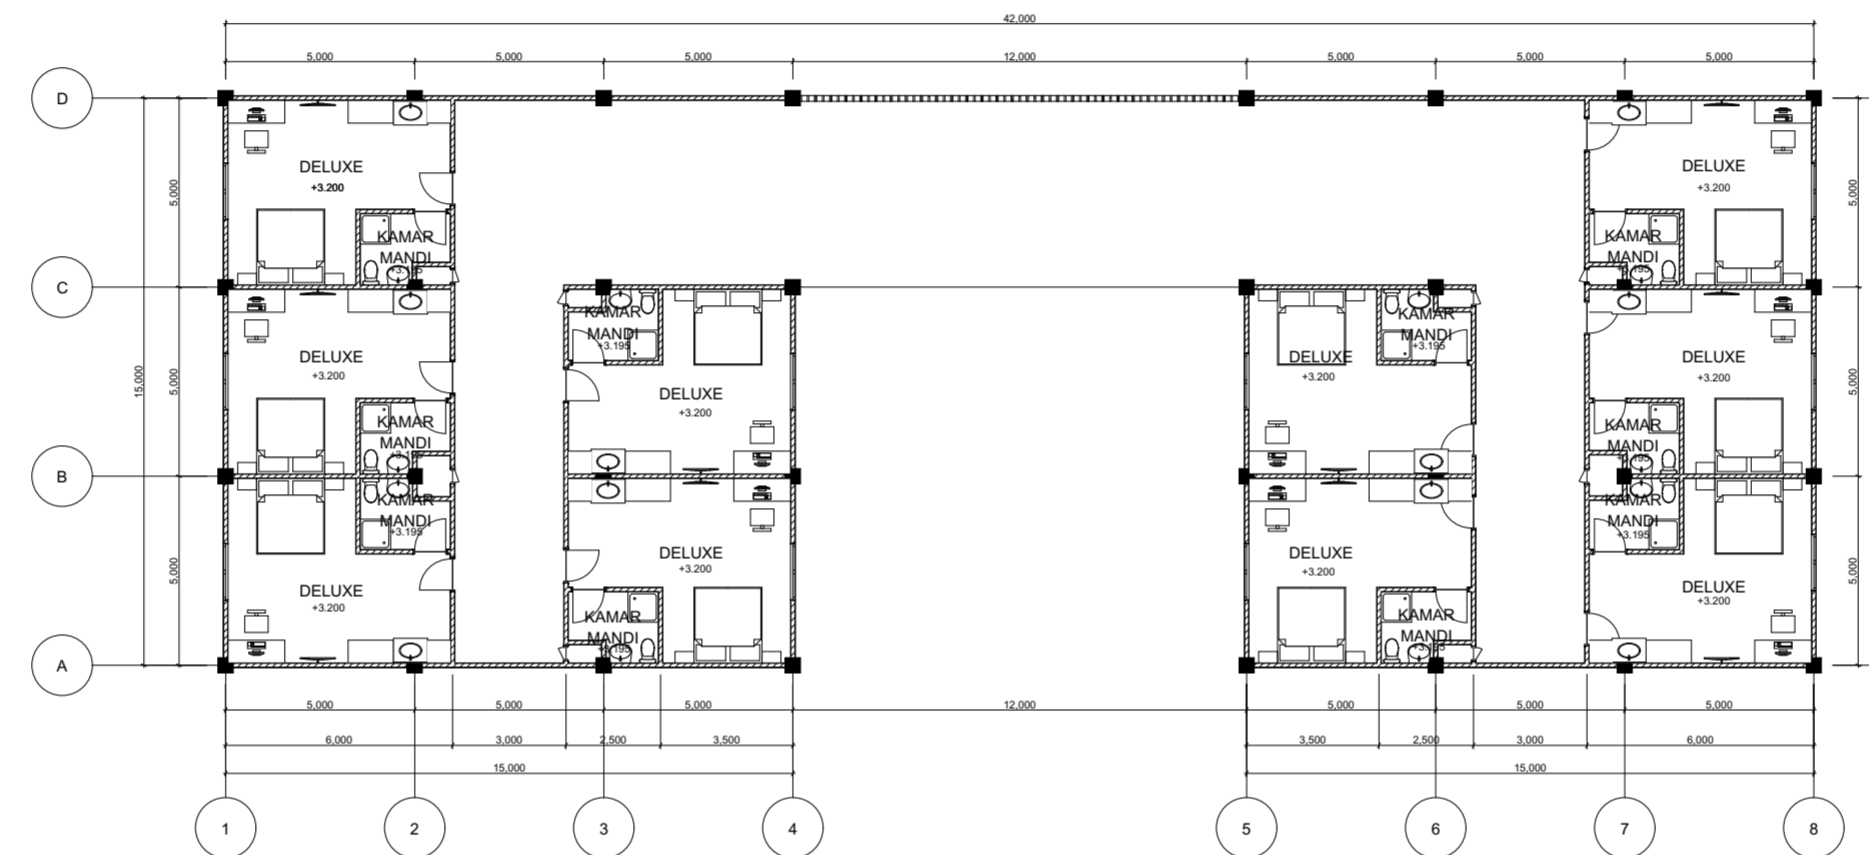 42,000
5,000 5,000 5,000 12,000 5,000 5,000 5,000
D
DELUXE
+3.200
DELUXE
+3.200
KAMAR
MANDI
KAMAR
MANDI
5,000
5,000
C
KAMAR
MANDI
+3.195
KAMAR
MANDI
+3.195
DELUXE
+3.200
DELUXE
+3.200
DELUXE
+3.200
DELUXE
+3.200
15,000
5,000
5,000
KAMAR
MANDI
KAMAR
MANDI
B
KAMAR
MANDI
+3.195
KAMAR
MANDI
+3.195
DELUXE
+3.200
DELUXE
+3.200
5,000
5,000
DELUXE
+3.200
DELUXE
+3.200
KAMAR
MANDI
KAMAR
MANDI
A
5,000 5,000 5,000 12,000 5,000 5,000 5,000
6,000 3,000 2,500 3,500 3,500 2,500 3,000 6,000
15,000 15,000
1 2 3 4 5 6 7 8